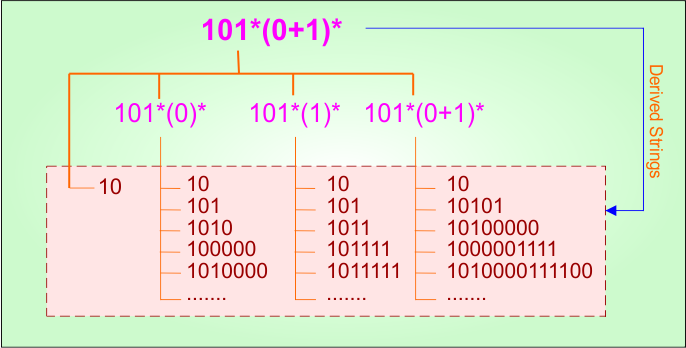 101*(0+1)*
Derived Strings
101*(0)* 101*(1)* 101*(0+1)*
10 10 10 10
101 101 10101
1010 1011 10100000
100000 101111 1000001111
1010000 1011111 1010000111100
....... ....... .......